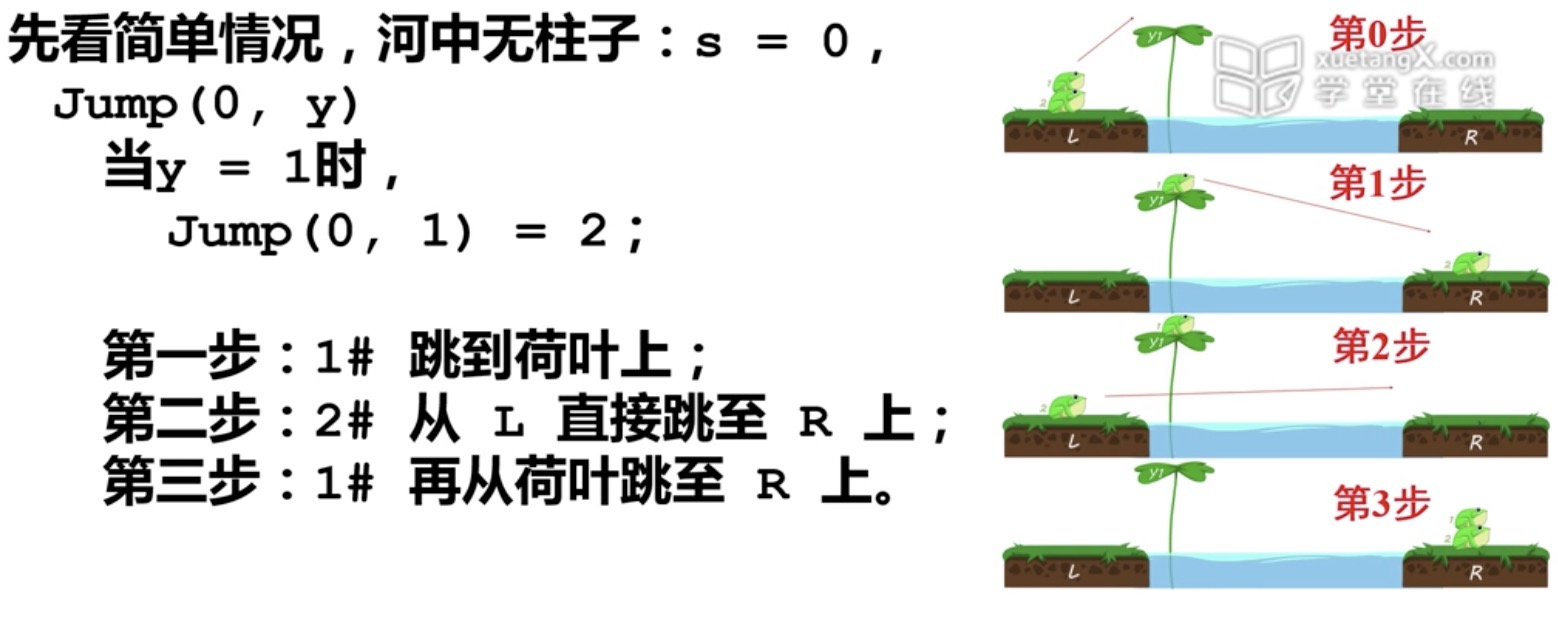 先看简单情况，河中无柱子：s = 0，
Jump(0, y)
当y = 1时，
Jump(0, 1) = 2；
第一步：1# 跳到荷叶上；
第二步：2# 从 L 直接跳至 R 上；
第三步：1# 再从荷叶跳至 R 上。
第0步
xuetangX.com
学堂在线
y1
1
2
L
R
第1步
1
y1
2
L
R
第2步
1
y1
2
L
R
第3步
y1
1
2
L
R